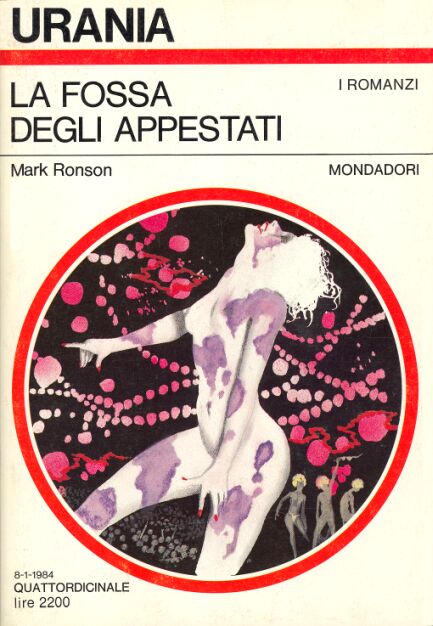 URANIA
LA FOSSA
DEGLI APPESTATI
I ROMANZI
Mark Ronson
MONDADORI
8-1-1984
QUATTORDICINALE
lire 2200